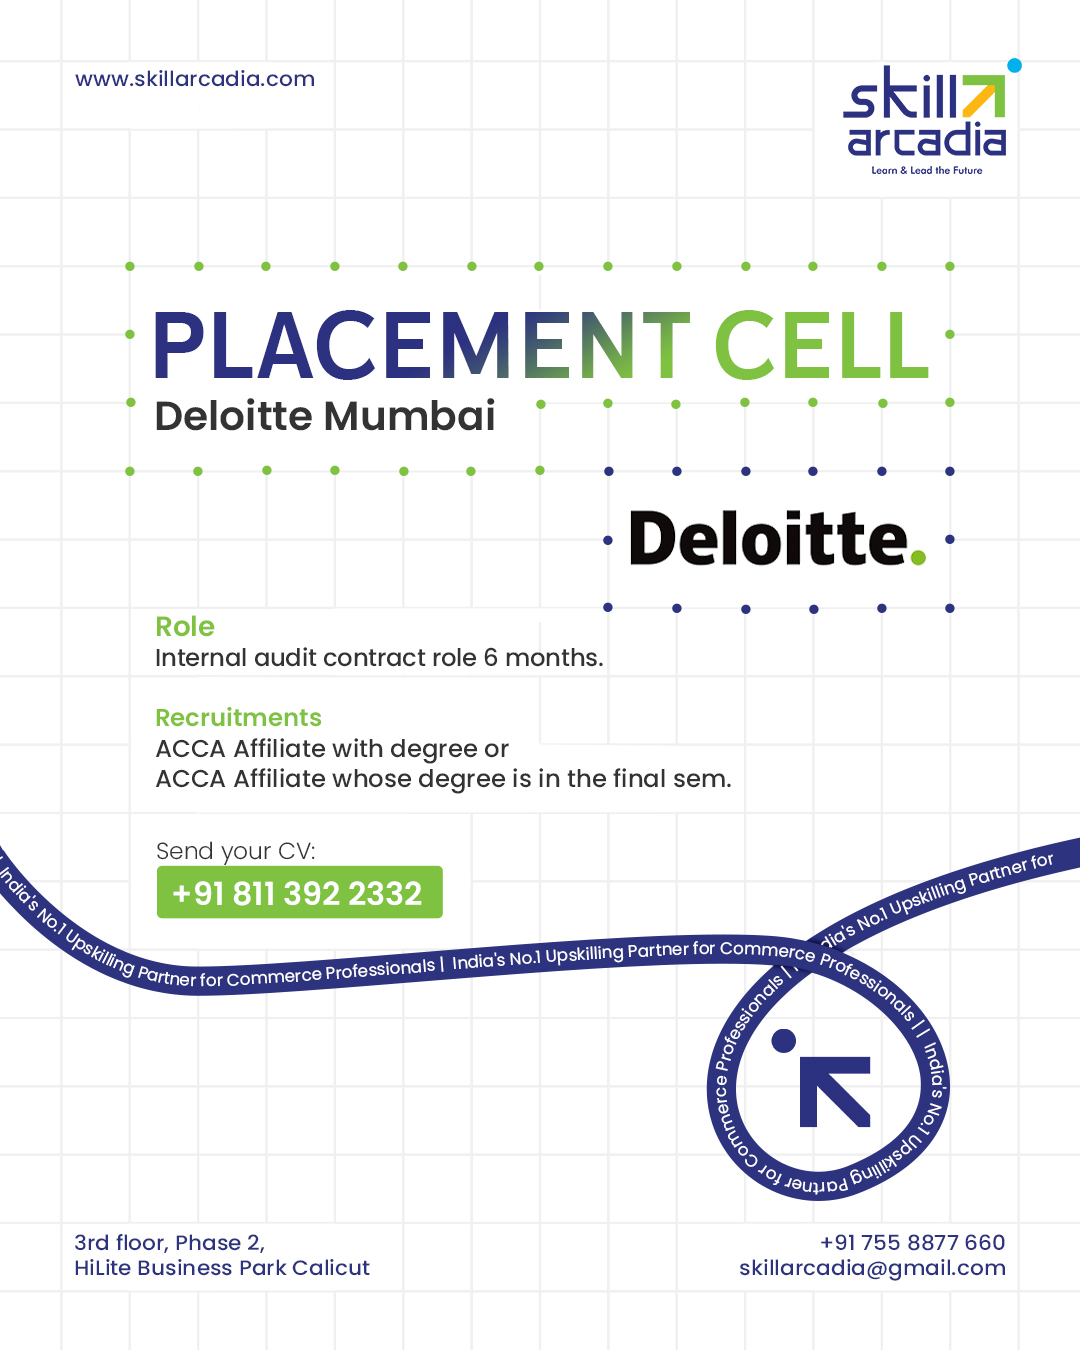 www.skillarcadia.com
skill
arcadia
Learn & Lead the Future
PLACEMENT CELL
Deloitte Mumbai
Deloitte.
Role
Internal audit contract role 6 months.
Recruitments
ACCA Affiliate with degree or
ACCA Affiliate whose degree is in the final sem.
Send your CV:
+91 811 392 2332
India's No.1 Upskilling Partner for Commerce Professionals | India's No.1 Upskilling Partner for Commerce Professionals | | India's No.1 Upskilling Partner for Commerce Professionals | India's No.1 Upskilling Partner for
3rd floor, Phase 2,
HiLite Business Park Calicut
+91 755 8877 660
skillarcadia@gmail.com